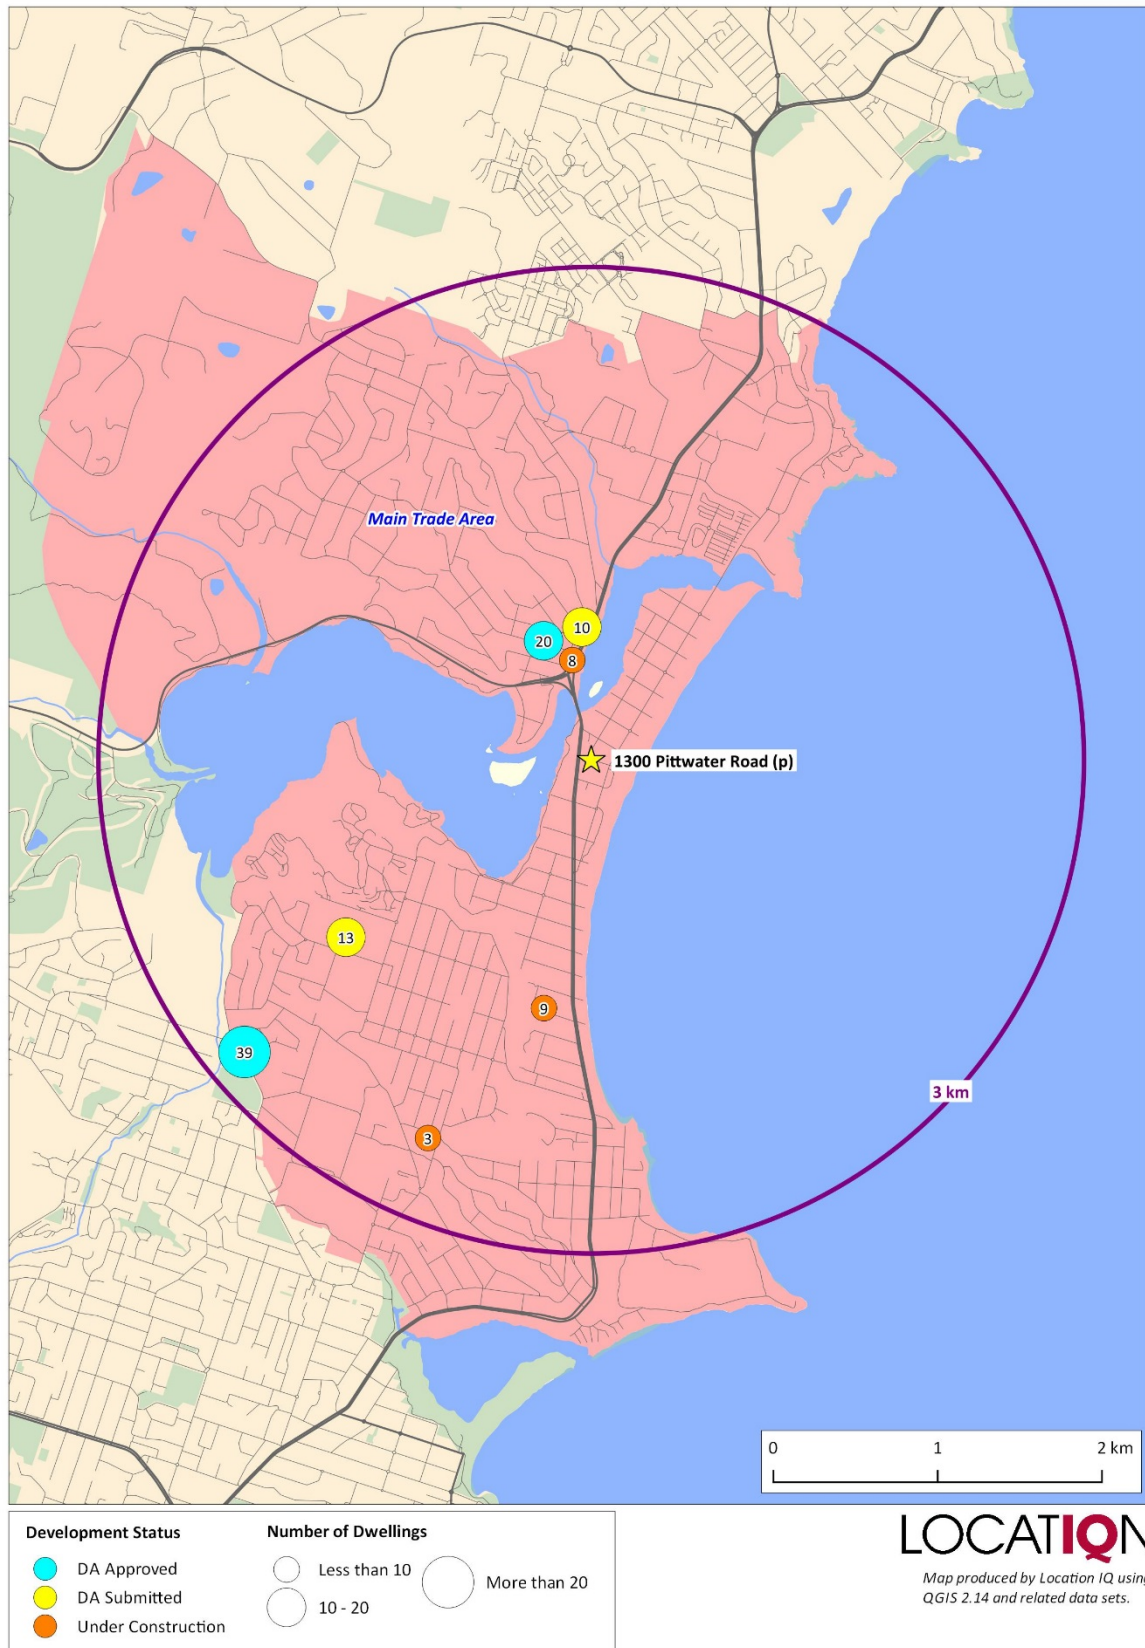 Main Trade Area
10
20
8
1300 Pittwater Road (p)
13
9
39
3 km
3
0 1 2 km
Development Status
DA Approved
DA Submitted
Under Construction
Number of Dwellings
Less than 10
10 - 20
More than 20
LOCATIQN
Map produced by Location IQ using
QGIS 2.14 and related data sets.